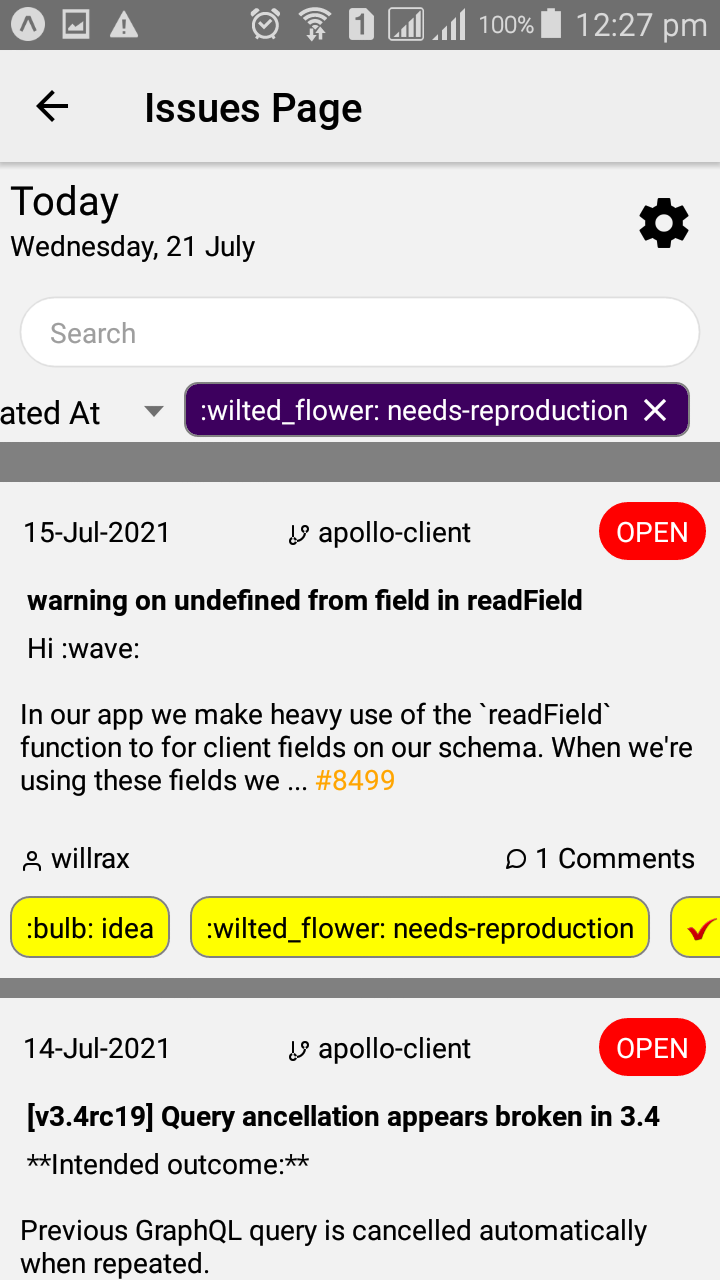 1 100% 12:27 pm
Issues Page
Today
Wednesday, 21 July
Search
ated At :wilted_flower: needs-reproduction
15-Jul-2021 apollo-client OPEN
warning on undefined from field in readField
Hi :wave:
In our app we make heavy use of the `readField`
function to for client fields on our schema. When we're
using these fields we ... #8499
willrax 1 Comments
:bulb: idea :wilted_flower: needs-reproduction
14-Jul-2021 apollo-client OPEN
[v3.4rc19] Query ancellation appears broken in 3.4
**Intended outcome:**
Previous GraphQL query is cancelled automatically
when repeated.